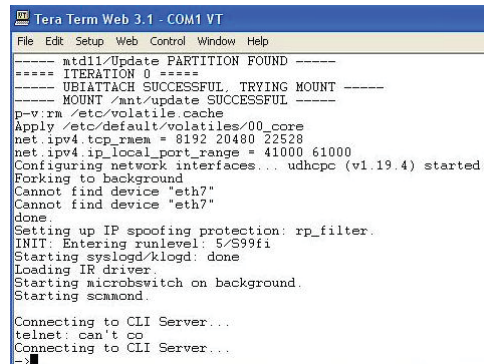 Tera Term Web 3.1 - COM1 VT
File Edit Setup Web Control Window Help
----- mtd11/Update PARTITION FOUND -----
===== ITERATION 0 =====
----- UBIATTACH SUCCESSFUL, TRYING MOUNT -----
----- MOUNT /mnt/update SUCCESSFUL -----
p-v:rm /etc/volatile.cache
Apply /etc/default/volatiles/00_core
net.ipv4.tcp_rmem = 8192 20480 22528
net.ipv4.ip_local_port_range = 41000 61000
Configuring network interfaces... udhcpc (v1.19.4) started
Forking to background
Cannot find device "eth7"
Cannot find device "eth7"
done.
Setting up IP spoofing protection: rp_filter.
INIT: Entering runlevel: 5/S99fi
Starting syslogd/klogd: done
Loading IR driver.
Starting microbswitch on background.
Starting scmmond.
Connecting to CLI Server...
telnet: can't co
Connecting to CLI Server...
->